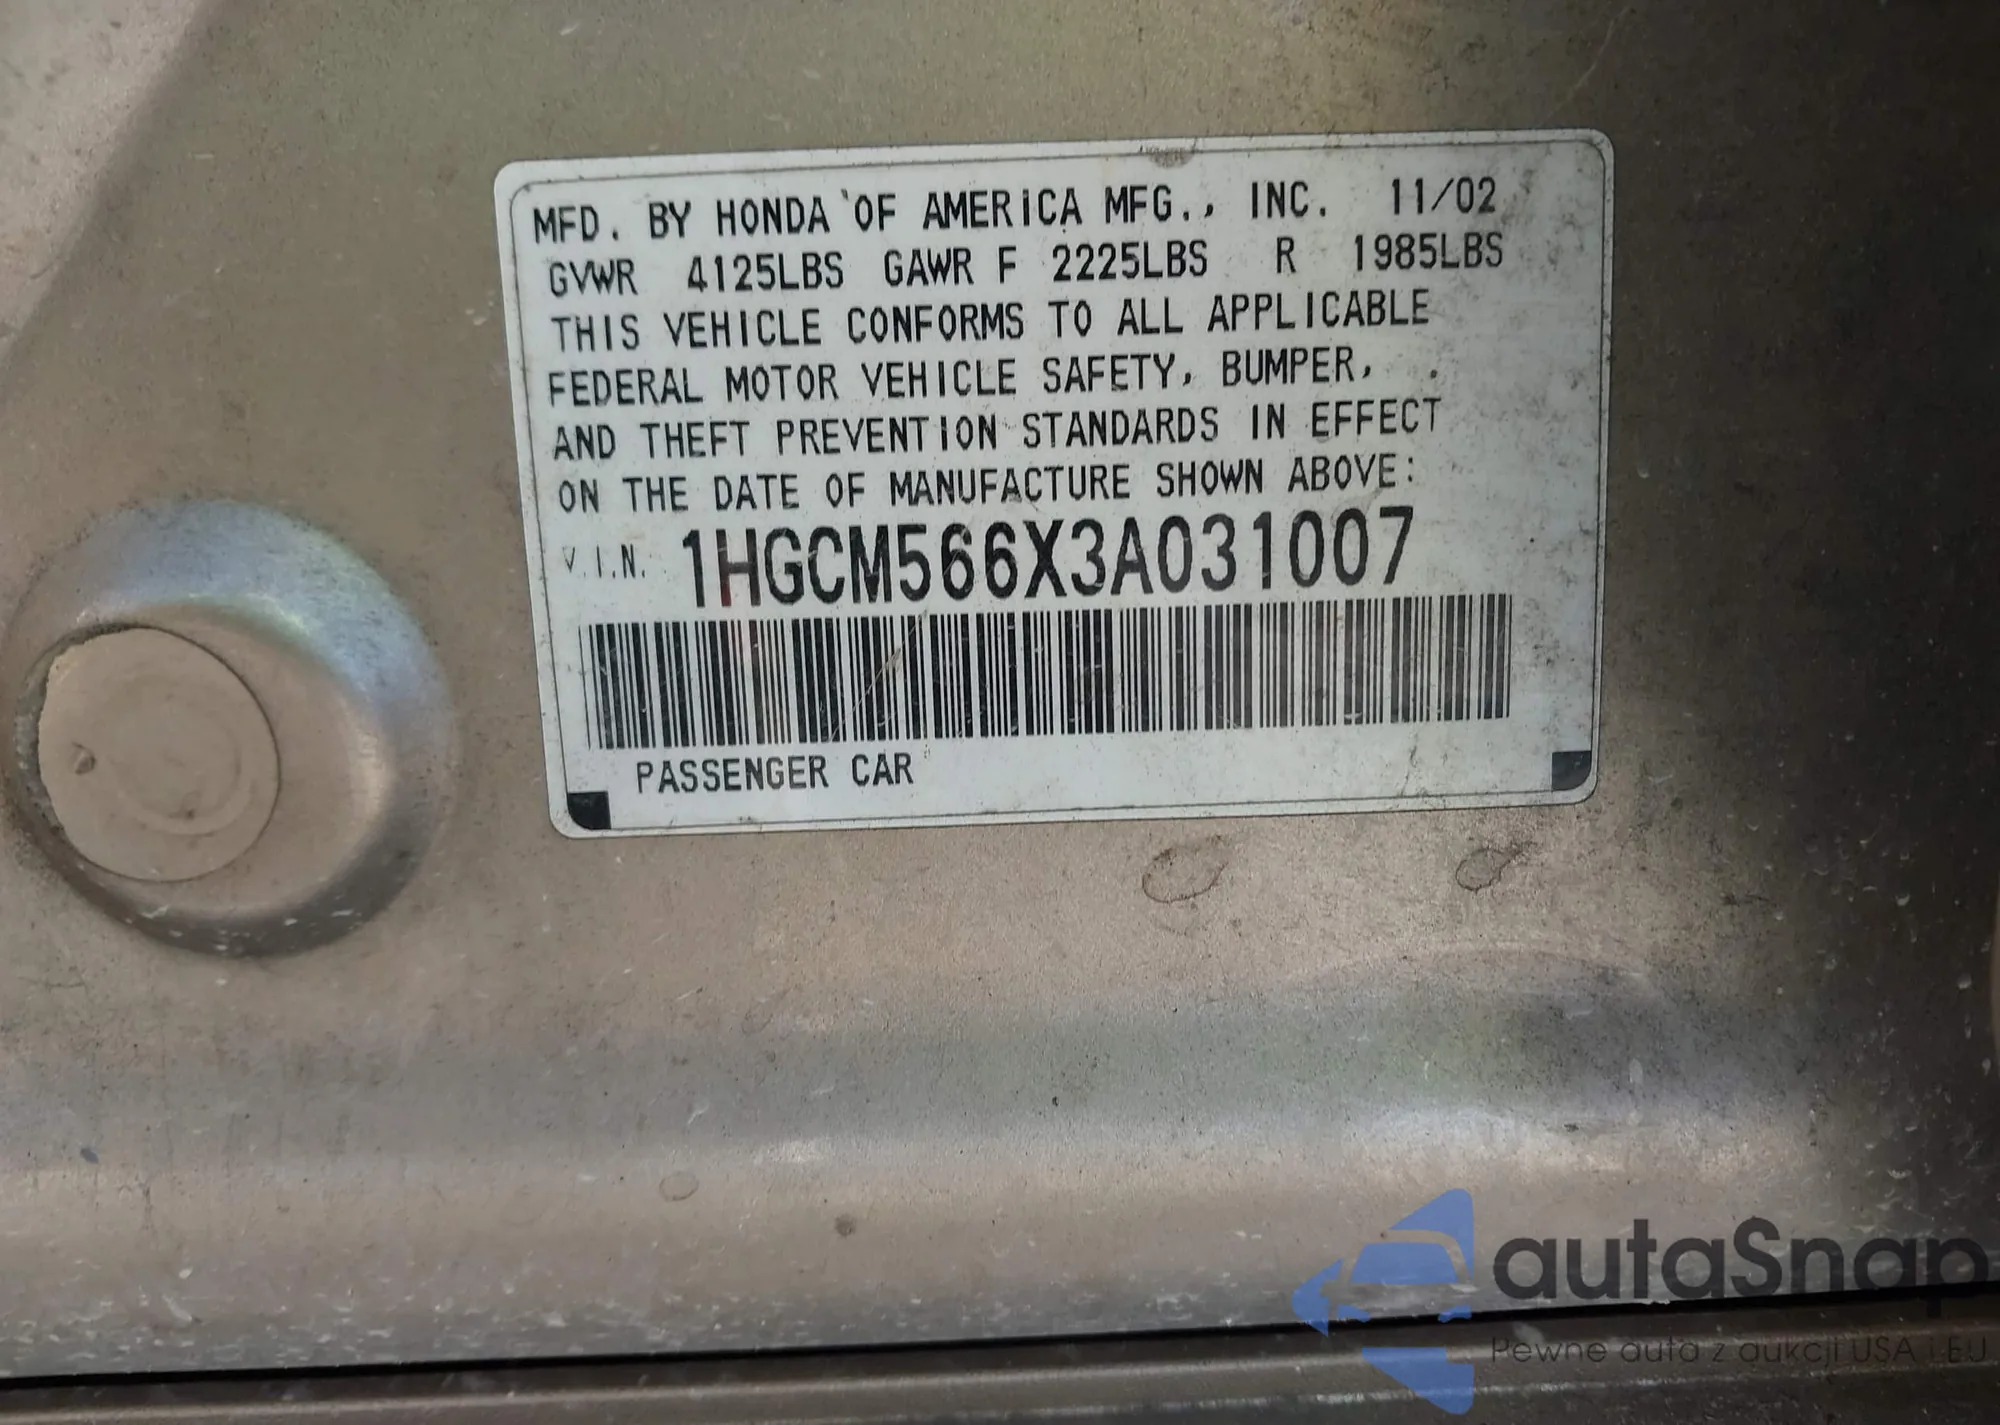 MFD. BY HONDA OF AMERICA MFG., INC. 11/02
GVWR 4125LBS GAWR F 2225LBS R 1985LBS
THIS VEHICLE CONFORMS TO ALL APPLICABLE
FEDERAL MOTOR VEHICLE SAFETY, BUMPER,
AND THEFT PREVENTION STANDARDS IN EFFECT
ON THE DATE OF MANUFACTURE SHOWN ABOVE:
V.I.N. 1HGCM566X3A031007
PASSENGER CAR
autaSnap
Pewne auta z aukcji USA i EU